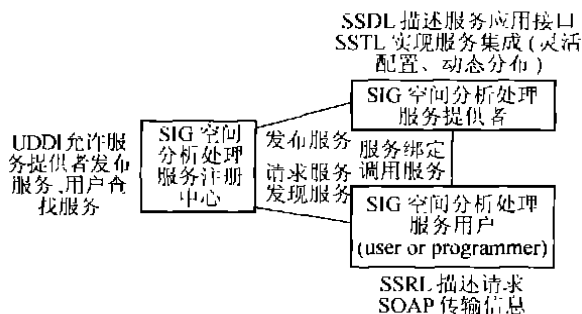 SSDL 描述服务应用接口
SSTL 实现服务集成(灵活
配置、动态分布)
SIG 空间分析处理
服务提供者
UDDI允许服
务提供者发布
服务、用户查
找服务
SIG 空间
分析处理
服务注册
中心
发布服务
请求服务
发现服务
服务绑定
调用服务
SIG 空间分析处理
服务用户
(user or programmer)
SSRL 描述请求
SOAP 传输信息